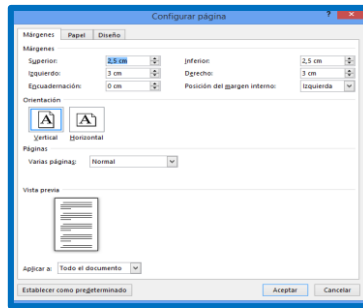 Configurar página
? ×
Márgenes Papel Diseño
Márgenes
Superior: 2,5 cm Inferior: 2,5 cm
Izquierdo: 3 cm Derecho: 3 cm
Encuadernación: 0 cm Posición del margen interno: Izquierda
Orientación
A A
Vertical Horizontal
Páginas
Varias páginas: Normal
Vista previa
Aplicar a: Todo el documento
Establecer como predeterminado Aceptar Cancelar